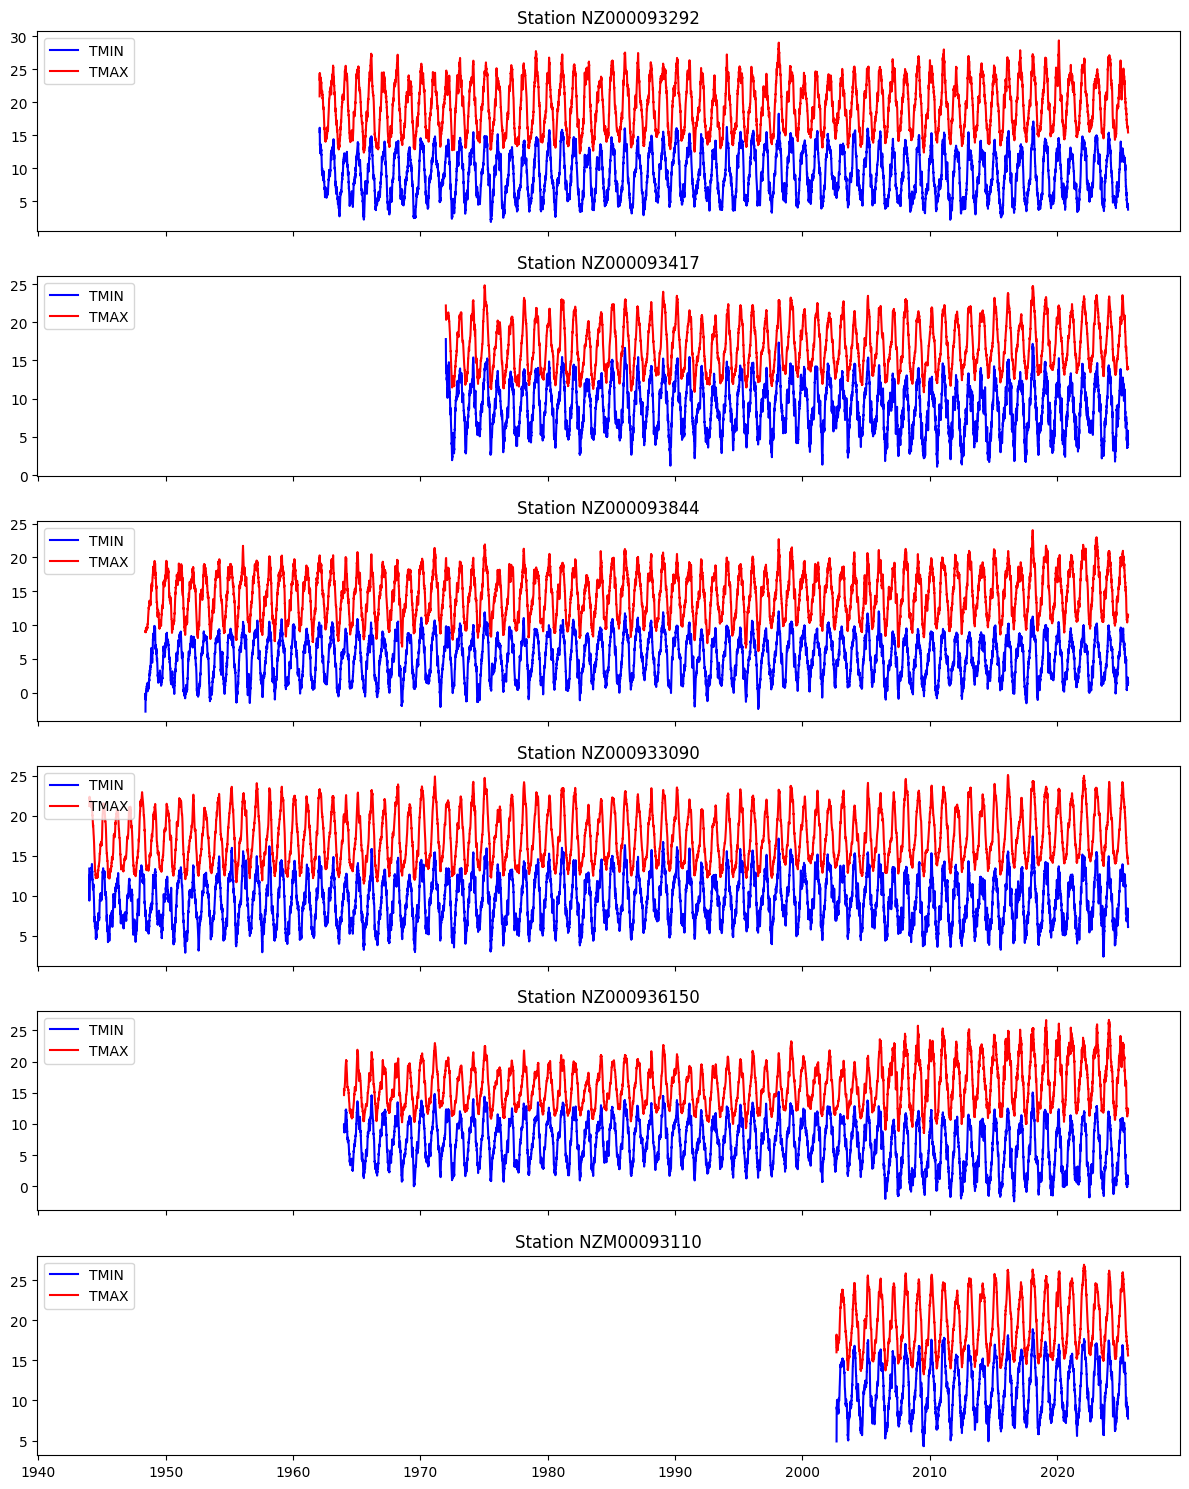 Station NZ000093292
30
25
20
15
10
5
TMIN
TMAX
Station NZ000093417
25
20
15
10
5
0
TMIN
TMAX
Station NZ000093844
25
20
15
10
5
0
TMIN
TMAX
Station NZ000933090
25
20
15
10
5
TMIN
TMAX
Station NZ000936150
25
20
15
10
5
0
TMIN
TMAX
Station NZM00093110
25
20
15
10
5
TMIN
TMAX
1940 1950 1960 1970 1980 1990 2000 2010 2020